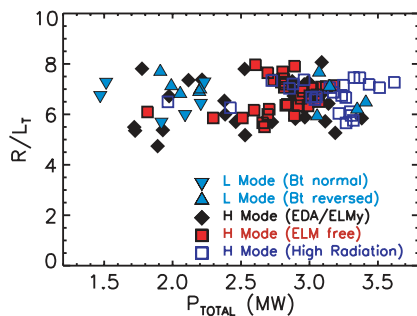 10
8
6
4
2
0
R/L_T
L Mode (Bt normal)
L Mode (Bt reversed)
H Mode (EDA/ELMy)
H Mode (ELM free)
H Mode (High Radiation)
1.5 2.0 2.5 3.0 3.5
P_TOTAL (MW)